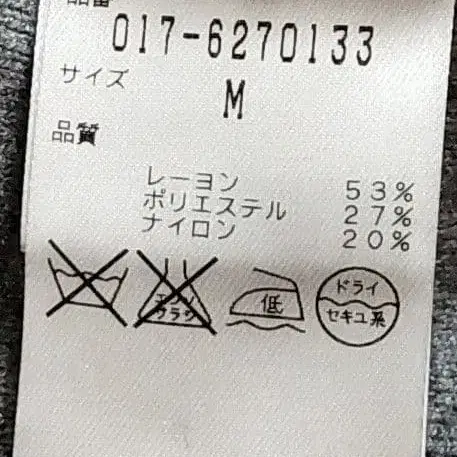 品番
017-6270133
サイズ
M
品質
レーヨン 53%
ポリエステル 27%
ナイロン 20%
エンソ
サラシ
低
ドライ
セキユ系